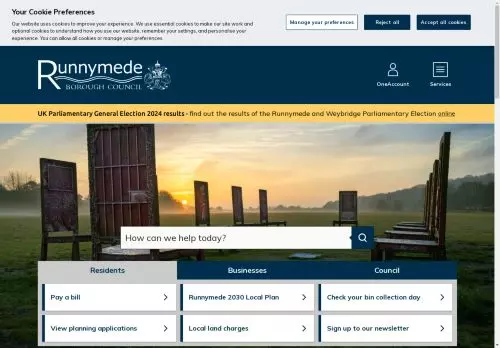 Your Cookie Preferences
Our website uses cookies to improve your experience. We use essential cookies to make our site work and
optional cookies to understand how you use our website, remember your settings, and personalise your
experience. You can allow all cookies or manage your preferences.
Manage your preferences
Reject all
Accept all cookies
Runnymede
BOROUGH COUNCIL
OneAccount
Services
UK Parliamentary General Election 2024 results - find out the results of the Runnymede and Weybridge Parliamentary Election online
How can we help today?
Residents
Businesses
Council
Pay a bill
Runnymede 2030 Local Plan
Check your bin collection day
View planning applications
Local land charges
Sign up to our newsletter